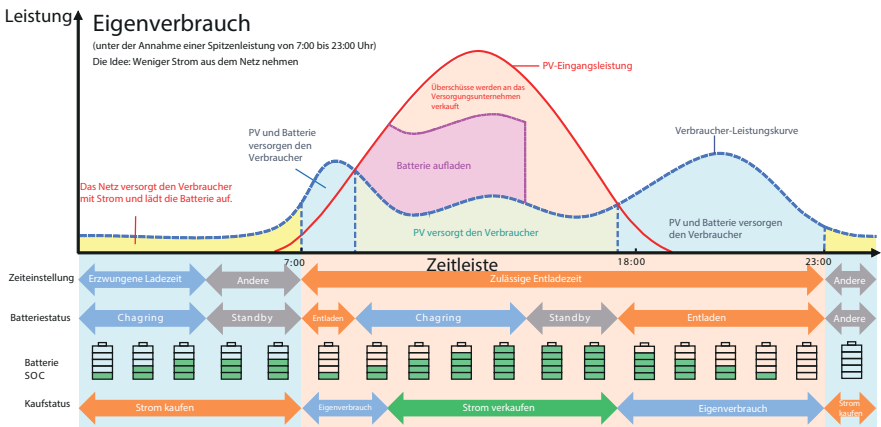 Leistung
Eigenverbrauch
(unter der Annahme einer Spitzenleistung von 7:00 bis 23:00 Uhr)
Die Idee: Weniger Strom aus dem Netz nehmen
PV-Eingangsleistung
Überschüsse werden an das
Versorgungsunternehmen
verkauft
PV und Batterie
versorgen den
Verbraucher
Verbraucher-Leistungskurve
Batterie aufladen
Das Netz versorgt den Verbraucher
mit Strom und lädt die Batterie auf.
PV versorgt den Verbraucher
PV und Batterie versorgen
den Verbraucher
7:00
Zeitleiste
18:00
23:00
Zeiteinstellung
Erzwungene Ladezeit
Andere
Zulässige Entladezeit
Andere
Batteriestatus
Chagring
Standby
Entladen
Chagring
Standby
Entladen
Andere
Batterie
SOC
Kaufstatus
Strom kaufen
Eigenverbrauch
Strom verkaufen
Eigenverbrauch
Strom
kaufen